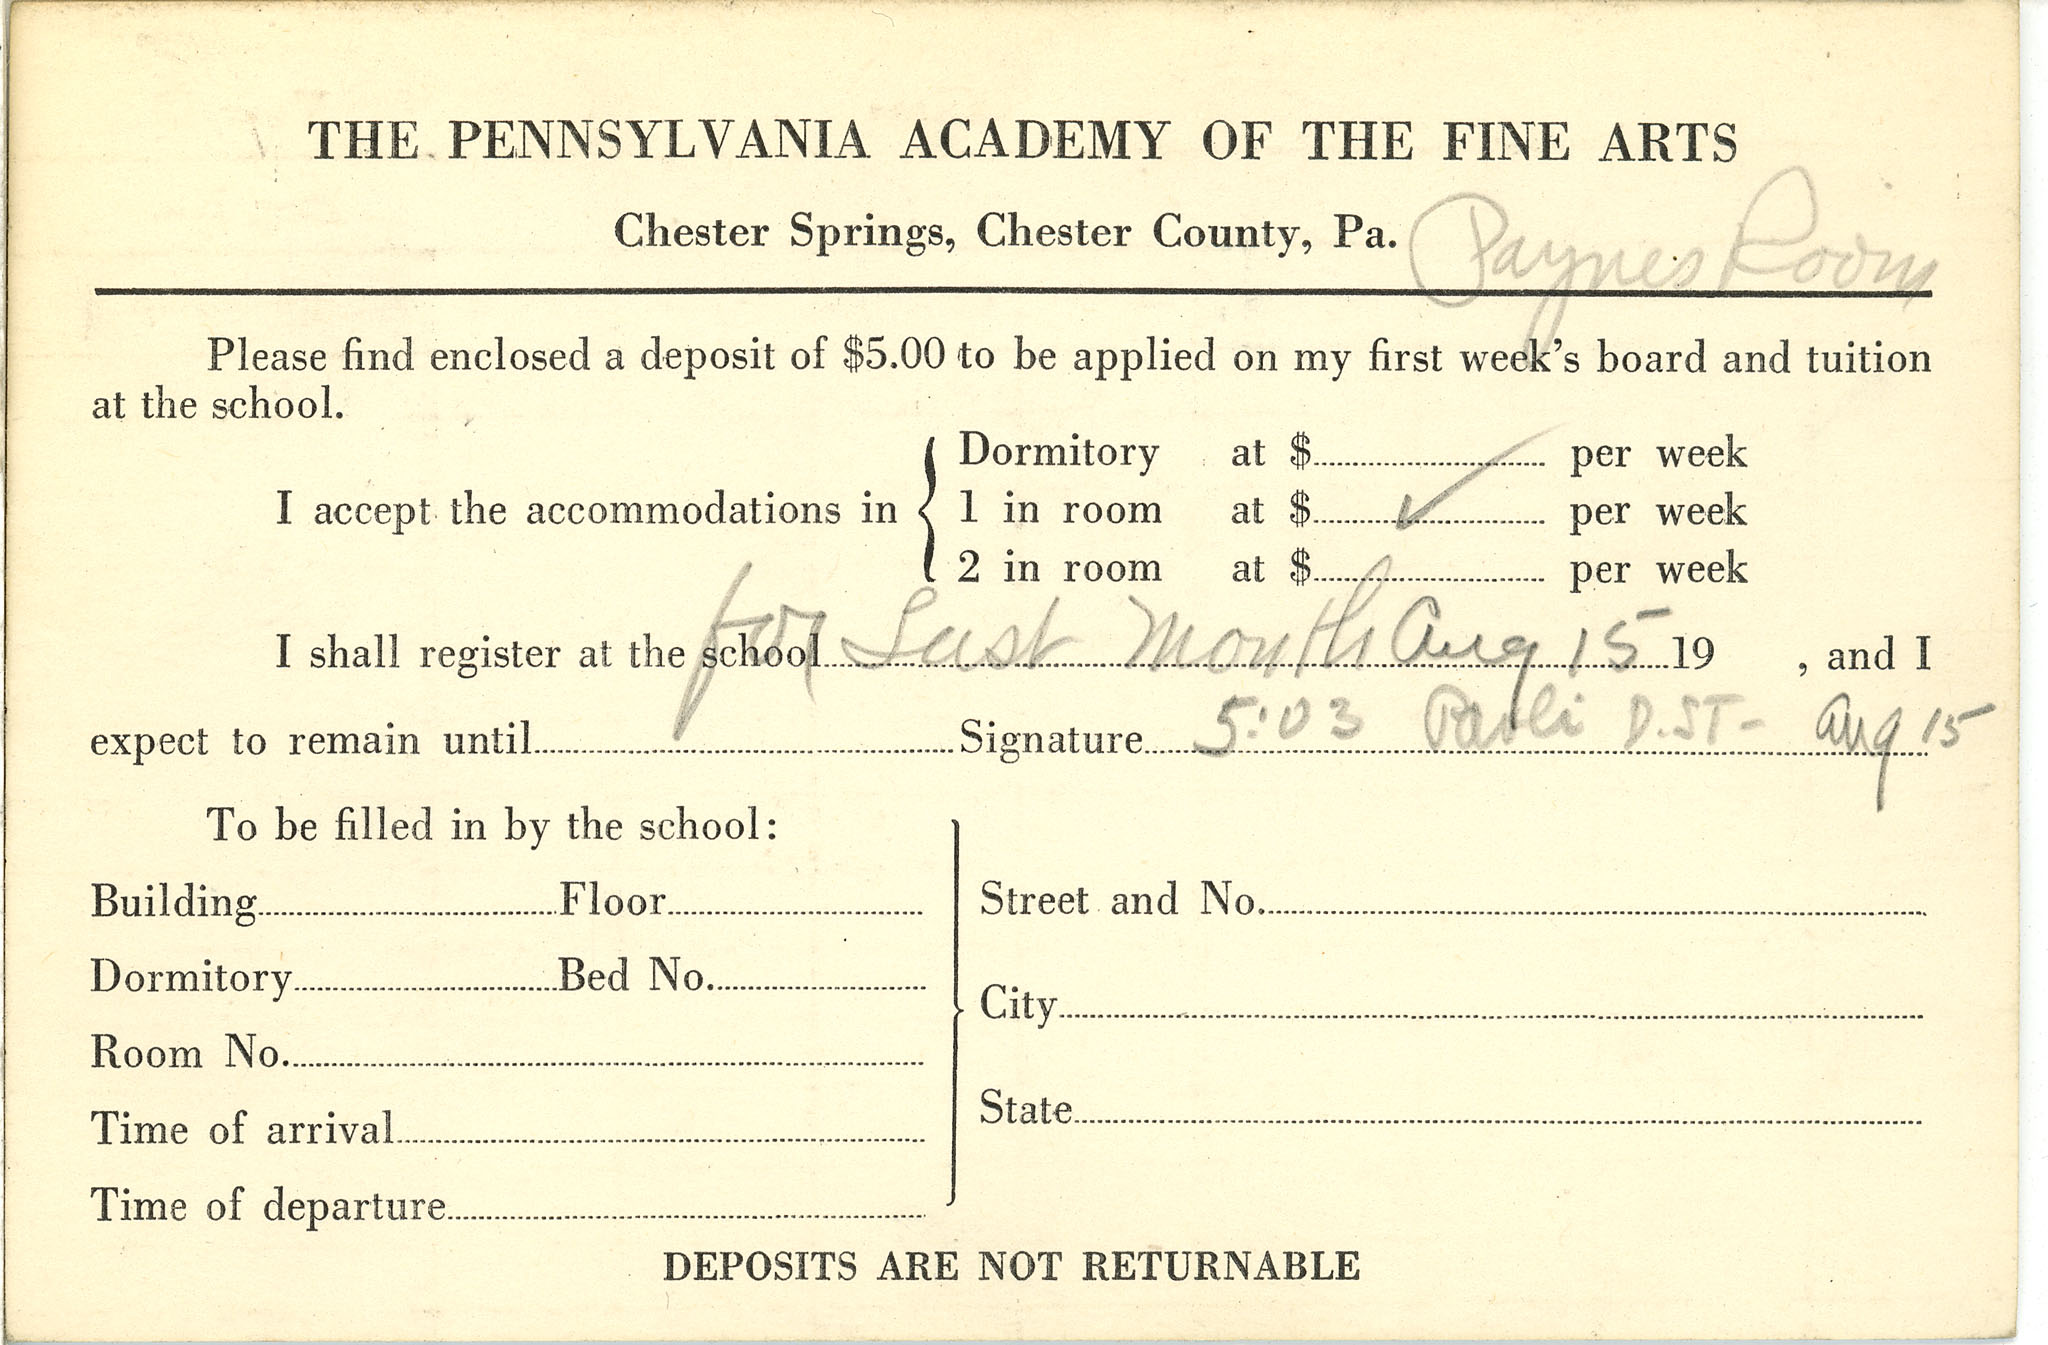 THE PENNSYLVANIA ACADEMY OF THE FINE ARTS
Chester Springs, Chester County, Pa.
Paynes Room
Please find enclosed a deposit of $5.00 to be applied on my first week's board and tuition
at the school.
Dormitory at $ per week
I accept the accommodations in 1 in room at $ ✓ per week
2 in room at $ per week
I shall register at the school for Last Month Aug 15 19 , and I
expect to remain until Signature 5:03 Paoli D.ST- Aug 15
To be filled in by the school:
Building Floor
Dormitory Bed No.
Room No.
Time of arrival
Time of departure
Street and No.
City
State
DEPOSITS ARE NOT RETURNABLE